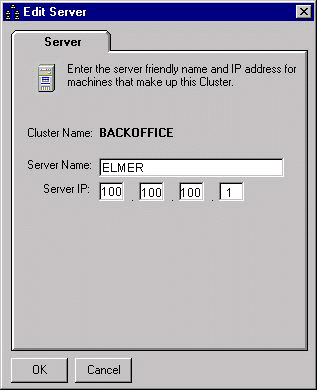 Edit Server
Server
Enter the server friendly name and IP address for
machines that make up this Cluster.
Cluster Name: BACKOFFICE
Server Name: ELMER
Server IP: 100 . 100 . 100 . 1
OK Cancel